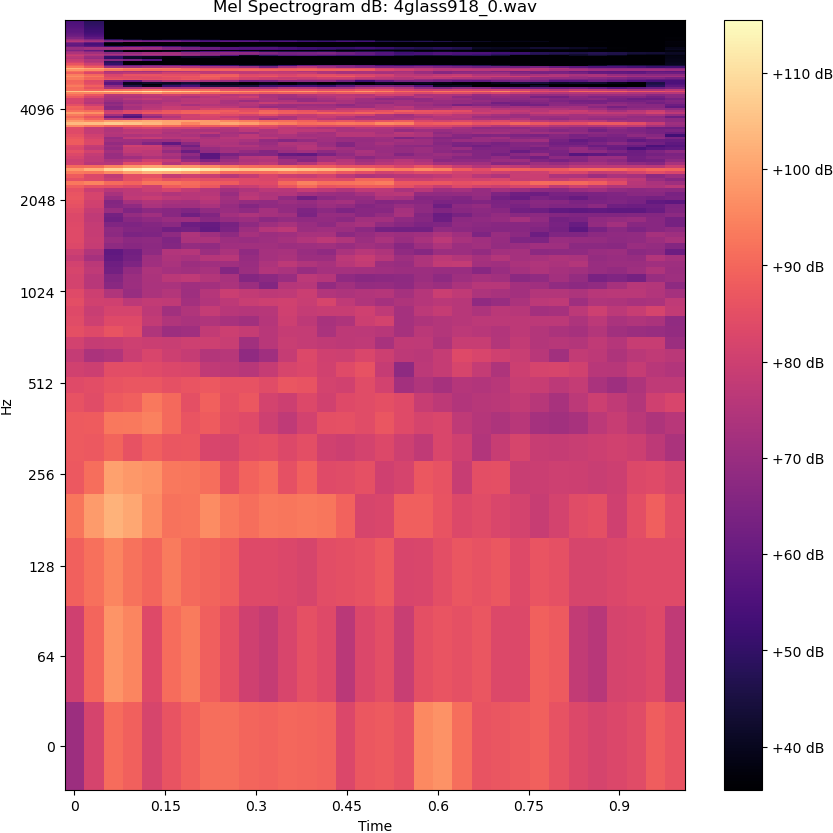 Mel Spectrogram dB: 4glass918_0.wav
+110 dB
4096
+100 dB
2048
+90 dB
1024
+80 dB
512
Hz
+70 dB
256
+60 dB
128
+50 dB
64
+40 dB
0
0 0.15 0.3 0.45 0.6 0.75 0.9
Time